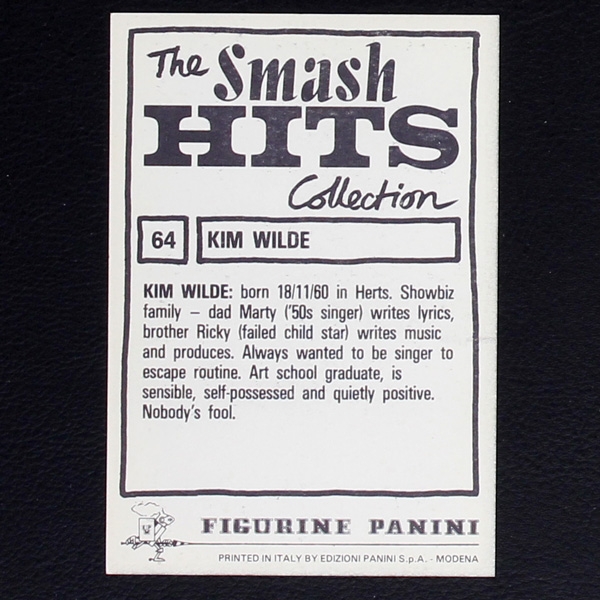 The Smash
HITS
Collection
64 KIM WILDE
KIM WILDE: born 18/11/60 in Herts. Showbiz
family – dad Marty ('50s singer) writes lyrics,
brother Ricky (failed child star) writes music
and produces. Always wanted to be singer to
escape routine. Art school graduate, is
sensible, self-possessed and quietly positive.
Nobody's fool.
FIGURINE PANINI
PRINTED IN ITALY BY EDIZIONI PANINI S.p.A. - MODENA